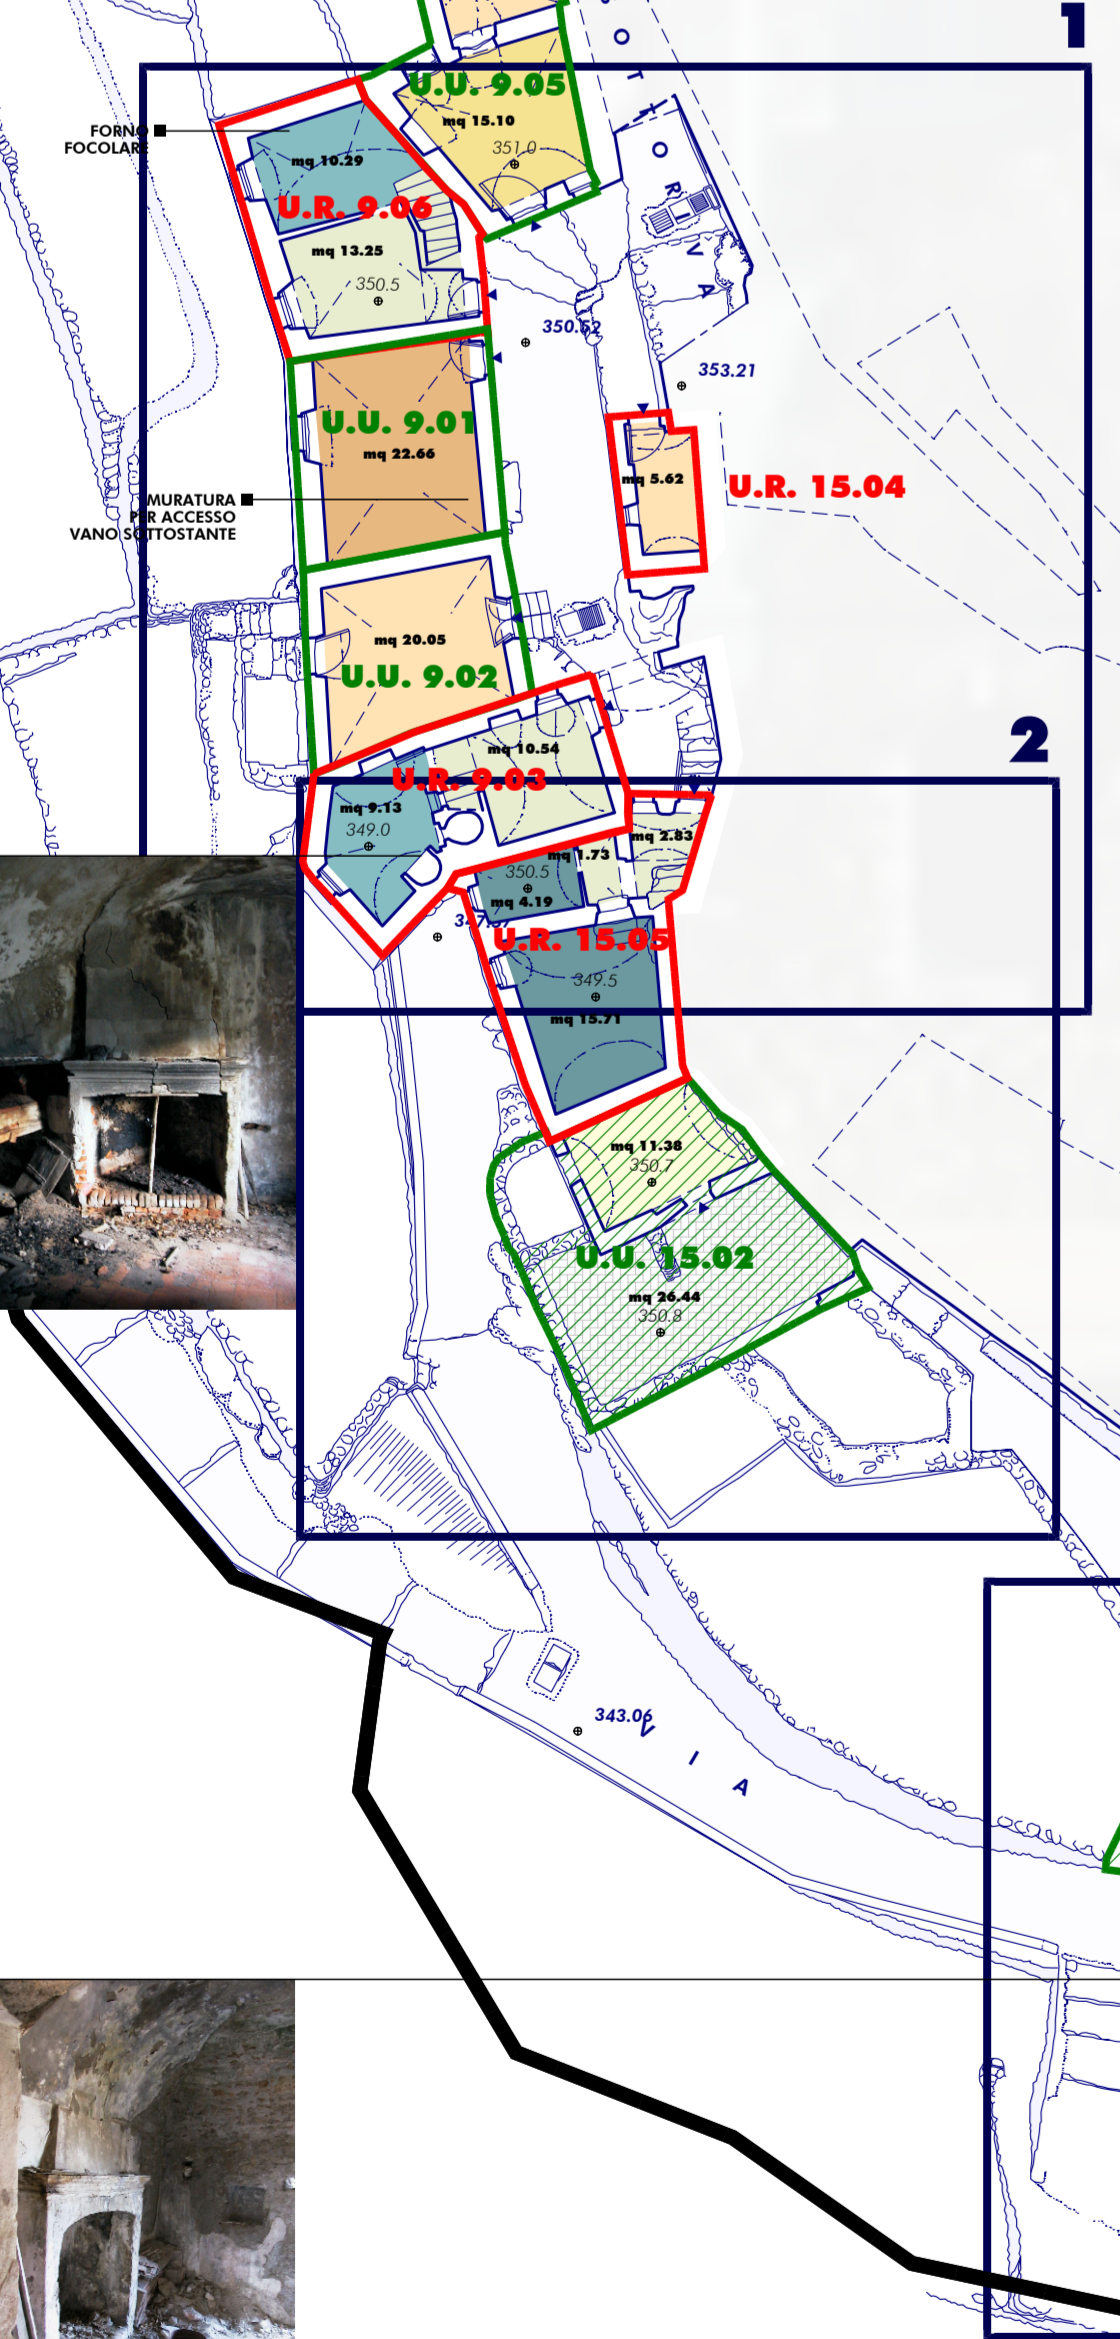 1
U.U. 9.05
mq 15.10
351.0
FORNO
FOCOLARE
mq 10.29
U.R. 9.06
mq 13.25
350.5
350.52
353.21
U.U. 9.01
mq 22.66
mq 5.62
U.R. 15.04
MURATURA
PER ACCESSO
VANO SOTTOSTANTE
mq 20.05
U.U. 9.02
2
mq 10.54
U.R. 9.03
mq 9.13
349.0
mq 2.83
mq 1.73
350.5
mq 4.19
U.R. 15.05
349.5
mq 15.71
mq 11.38
350.7
U.U. 15.02
mq 26.44
350.8
343.06
V I A